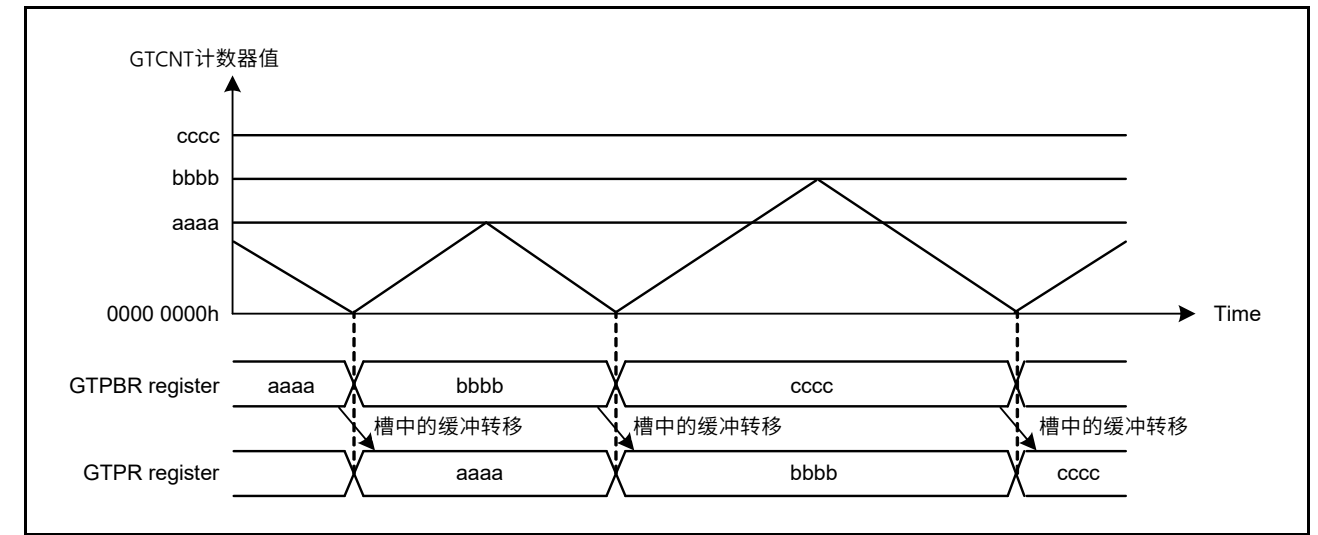 GTCNT计数器值
cccc
bbbb
aaaa
0000 0000h
Time
GTPBR register
aaaa
bbbb
cccc
槽中的缓冲转移
槽中的缓冲转移
槽中的缓冲转移
GTPR register
aaaa
bbbb
cccc